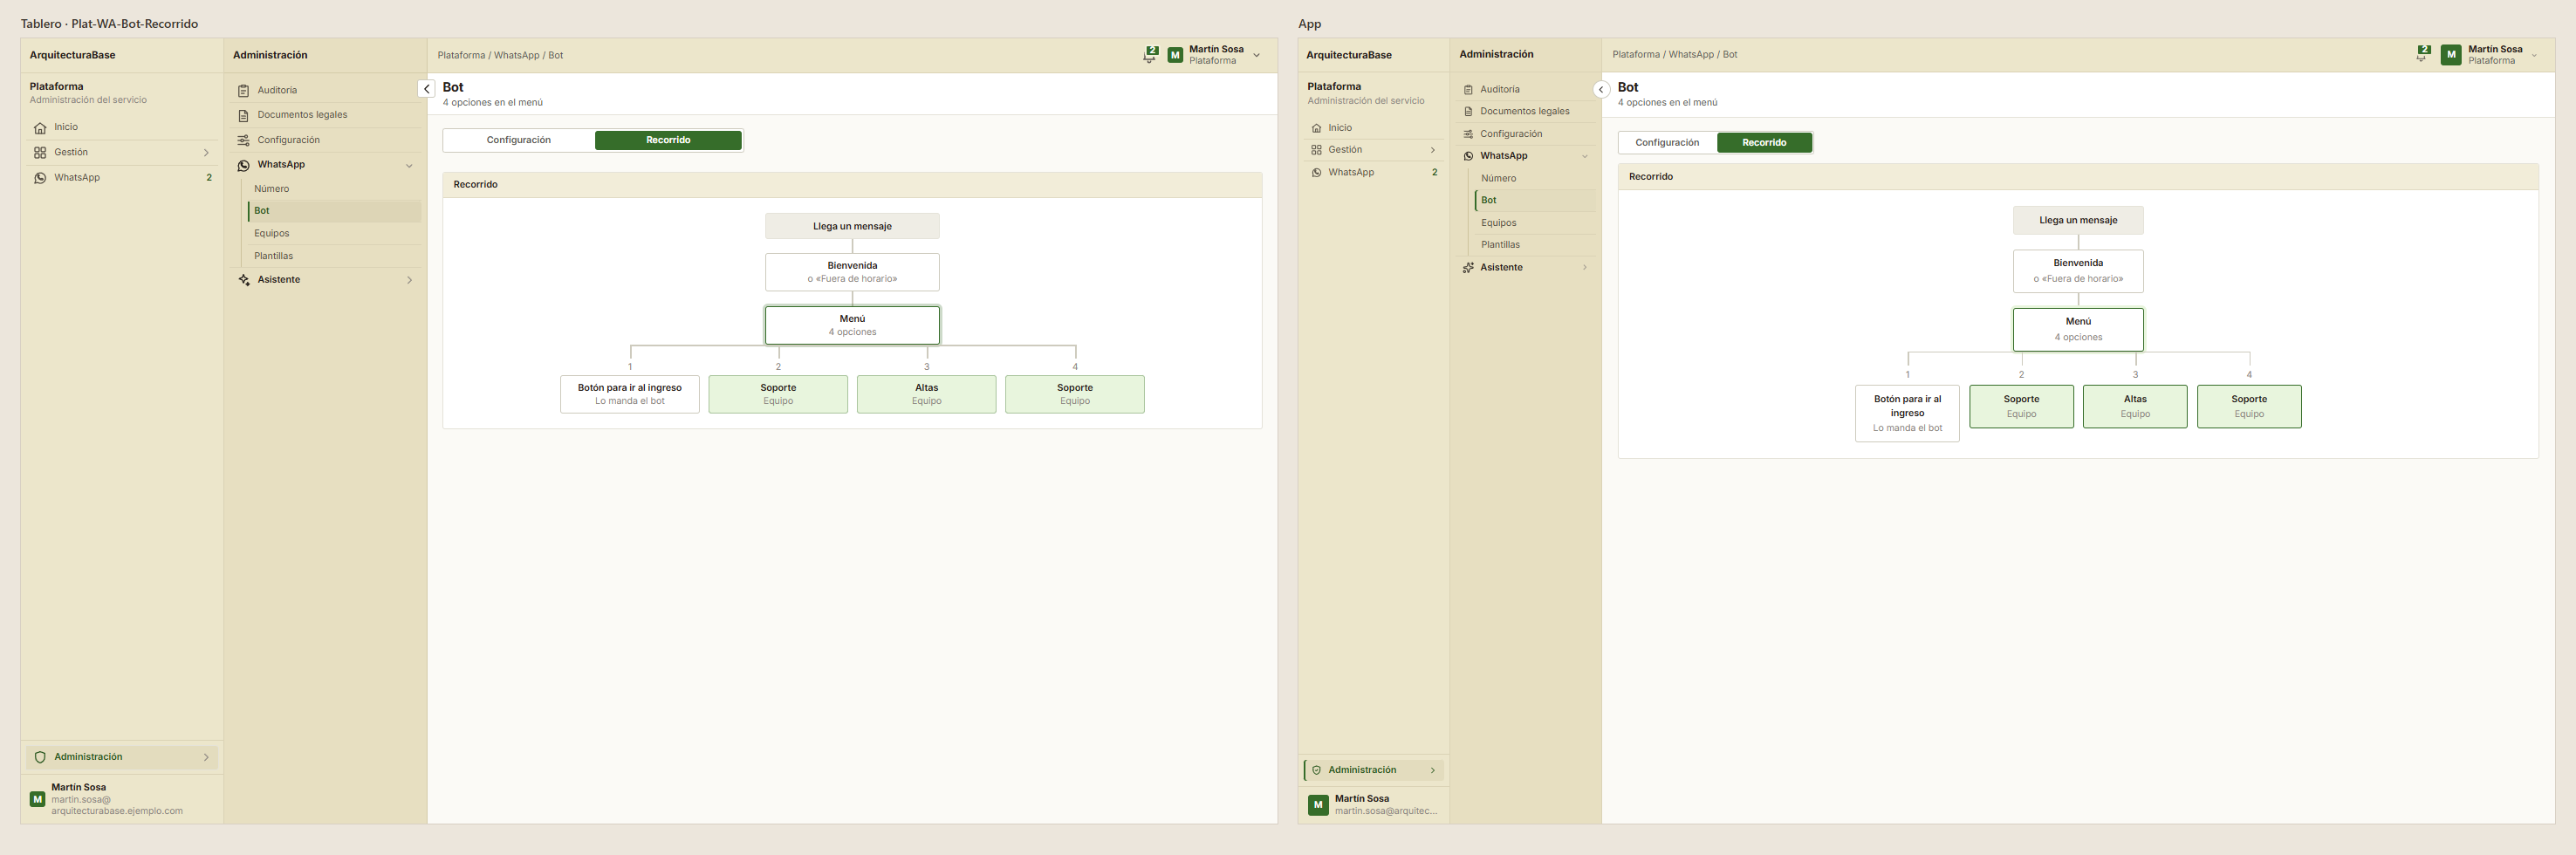 Tablero · Plat-WA-Bot-Recorrido
ArquitecturaBase
Plataforma
Administración del servicio
Inicio
Gestión
WhatsApp 2
Administración
Martín Sosa
martin.sosa@
arquitecturabase.ejemplo.com
Administración
Auditoría
Documentos legales
Configuración
WhatsApp
Número
Bot
Equipos
Plantillas
Asistente
Plataforma / WhatsApp / Bot
2
M
Martín Sosa
Plataforma
Bot
4 opciones en el menú
Configuración Recorrido
Recorrido
Llega un mensaje
Bienvenida
o «Fuera de horario»
Menú
4 opciones
1 2 3 4
Botón para ir al ingreso Soporte Altas Soporte
Lo manda el bot Equipo Equipo Equipo
M
App
ArquitecturaBase
Plataforma
Administración del servicio
Inicio
Gestión
WhatsApp 2
Administración
M
Martín Sosa
martin.sosa@arquitec...
Administración
Auditoría
Documentos legales
Configuración
WhatsApp
Número
Bot
Equipos
Plantillas
Asistente
Plataforma / WhatsApp / Bot
2
M
Martín Sosa
Plataforma
Bot
4 opciones en el menú
Configuración Recorrido
Recorrido
Llega un mensaje
Bienvenida
o «Fuera de horario»
Menú
4 opciones
1 2 3 4
Botón para ir al
ingreso
Lo manda el bot
Soporte
Equipo
Altas
Equipo
Soporte
Equipo